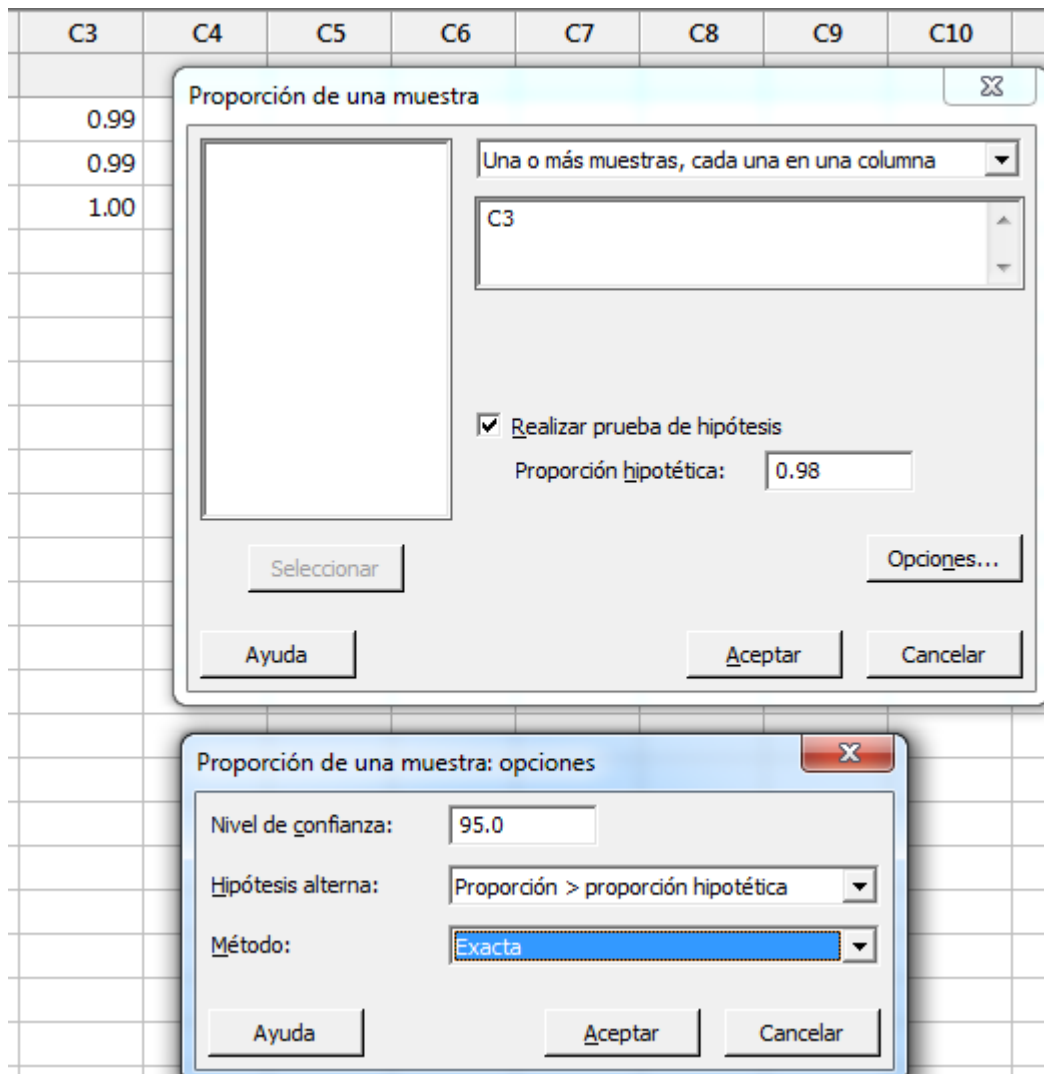 C3 C4 C5 C6 C7 C8 C9 C10
0.99
0.99
1.00
Proporción de una muestra
Una o más muestras, cada una en una columna
C3
Realizar prueba de hipótesis
Proporción hipotética: 0.98
Seleccionar
Opciones...
Ayuda Aceptar Cancelar
Proporción de una muestra: opciones
Nivel de confianza: 95.0
Hipótesis alterna: Proporción > proporción hipotética
Método: Exacta
Ayuda Aceptar Cancelar